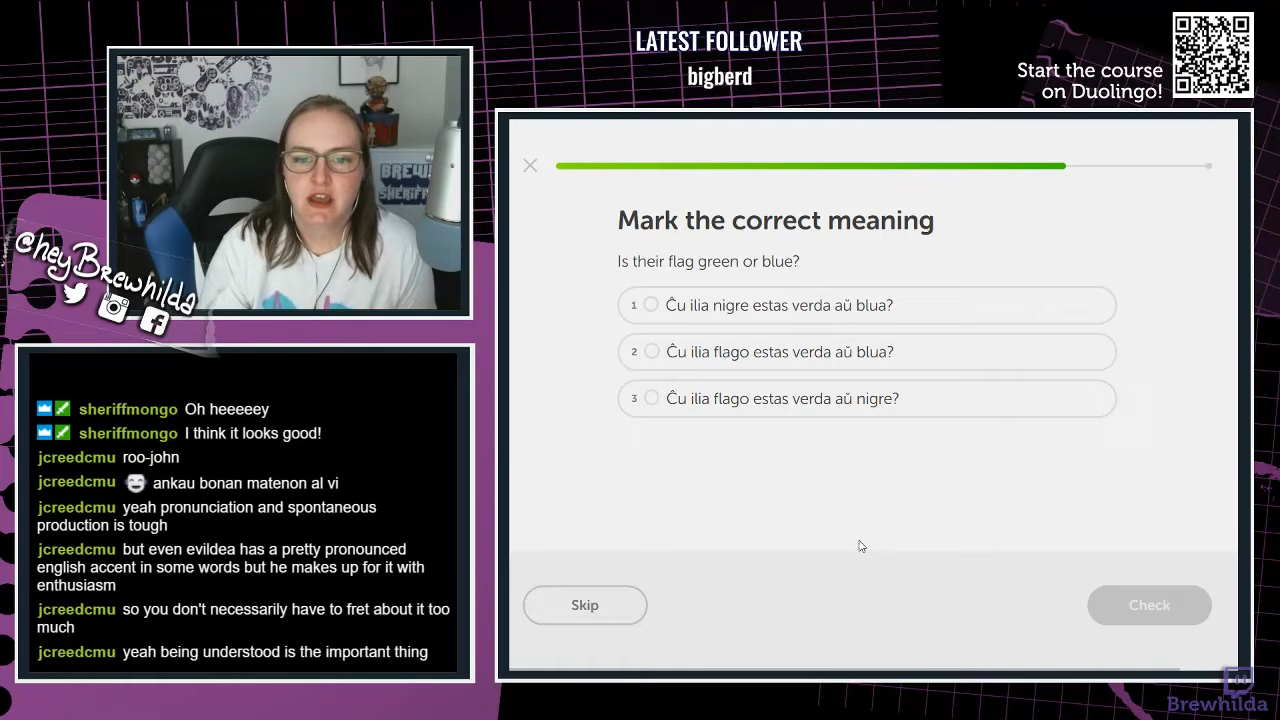 LATEST FOLLOWER
bigberd
Start the course
on Duolingo!
BREW!
SHERIFF
@heyBrewhilda
Mark the correct meaning
Is their flag green or blue?
1 Ĉu ilia nigre estas verda aŭ blua?
2 Ĉu ilia flago estas verda aŭ blua?
3 Ĉu ilia flago estas verda aŭ nigre?
Skip
Check
sheriffmongo Oh heeeeey
sheriffmongo I think it looks good!
jcreedcmu roo-john
jcreedcmu ankau bonan matenon al vi
jcreedcmu yeah pronunciation and spontaneous
production is tough
jcreedcmu but even evildea has a pretty pronounced
english accent in some words but he makes up for it with
enthusiasm
jcreedcmu so you don't necessarily have to fret about it too
much
jcreedcmu yeah being understood is the important thing
Brewhilda